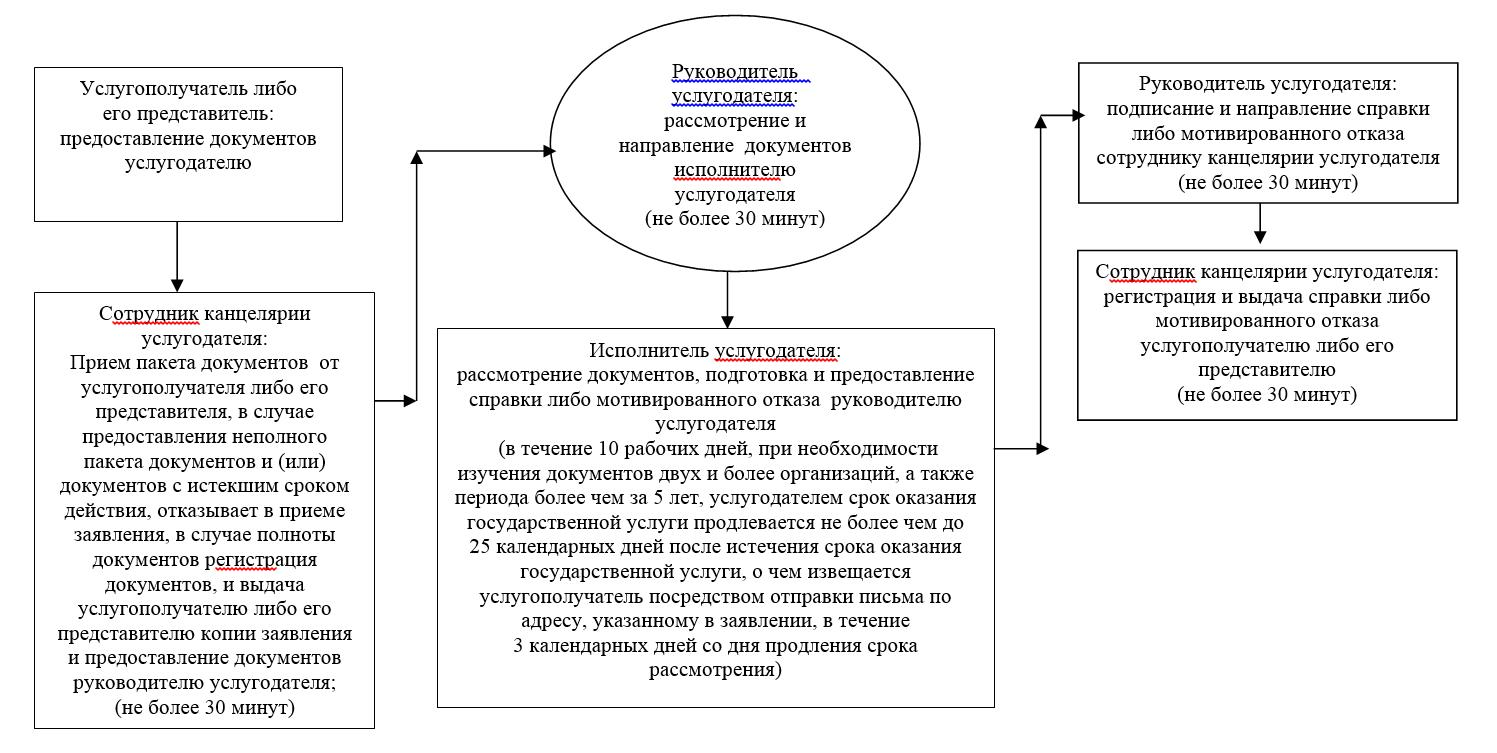 Услугополучатель либо
его представитель:
предоставление документов
услугодателю
Сотрудник канцелярии
услугодателя:
Прием пакета документов от
услугополучателя либо его
представителя, в случае
предоставления неполного
пакета документов и (или)
документов с истекшим сроком
действия, отказывает в приеме
заявления, в случае полноты
документов регистрация
документов, и выдача
услугополучателю либо его
представителю копии заявления
и предоставление документов
руководителю услугодателя;
(не более 30 минут)
Руководитель
услугодателя:
рассмотрение и
направление документов
исполнителю
услугодателя
(не более 30 минут)
Исполнитель услугодателя:
рассмотрение документов, подготовка и предоставление
справки либо мотивированного отказа руководителю
услугодателя
(в течение 10 рабочих дней, при необходимости
изучения документов двух и более организаций, а также
периода более чем за 5 лет, услугодателем срок оказания
государственной услуги продлевается не более чем до
25 календарных дней после истечения срока оказания
государственной услуги, о чем извещается
услугополучатель посредством отправки письма по
адресу, указанному в заявлении, в течение
3 календарных дней со дня продления срока
рассмотрения)
Руководитель услугодателя:
подписание и направление справки
либо мотивированного отказа
сотруднику канцелярии услугодателя
(не более 30 минут)
Сотрудник канцелярии услугодателя:
регистрация и выдача справки либо
мотивированного отказа
услугополучателю либо его
представителю
(не более 30 минут)